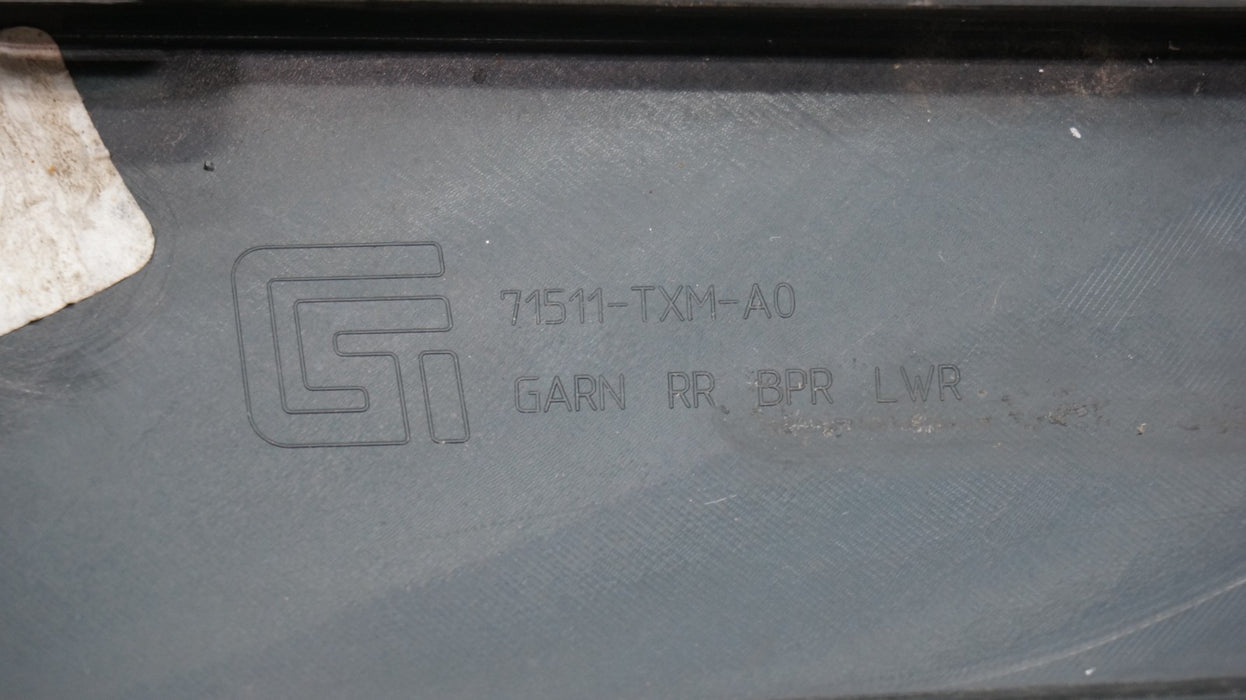 71511-TXM-A0
GARN RR BPR LWR